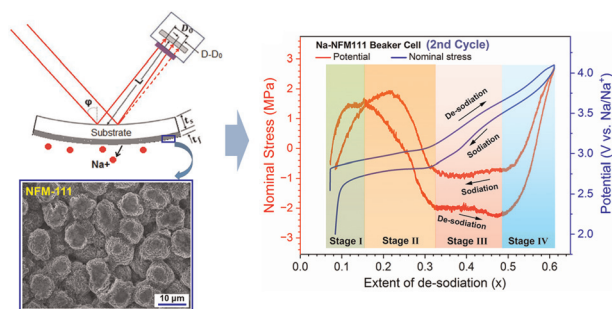 D₀
D-D₀
L
φ
Substrate
tₛ
t_f
Na+
NFM-111
10 μm
Na-NFM111 Beaker Cell (2nd Cycle)
Potential
Nominal stress
Nominal Stress (MPa)
3
2
1
0
−1
−2
−3
De-sodiation
Sodiation
Sodiation
De-sodiation
Stage I
Stage II
Stage III
Stage IV
4.0
3.5
3.0
2.5
2.0
Potential (V vs. Na/Na⁺)
0.0
0.1
0.2
0.3
0.4
0.5
0.6
Extent of de-sodiation (x)